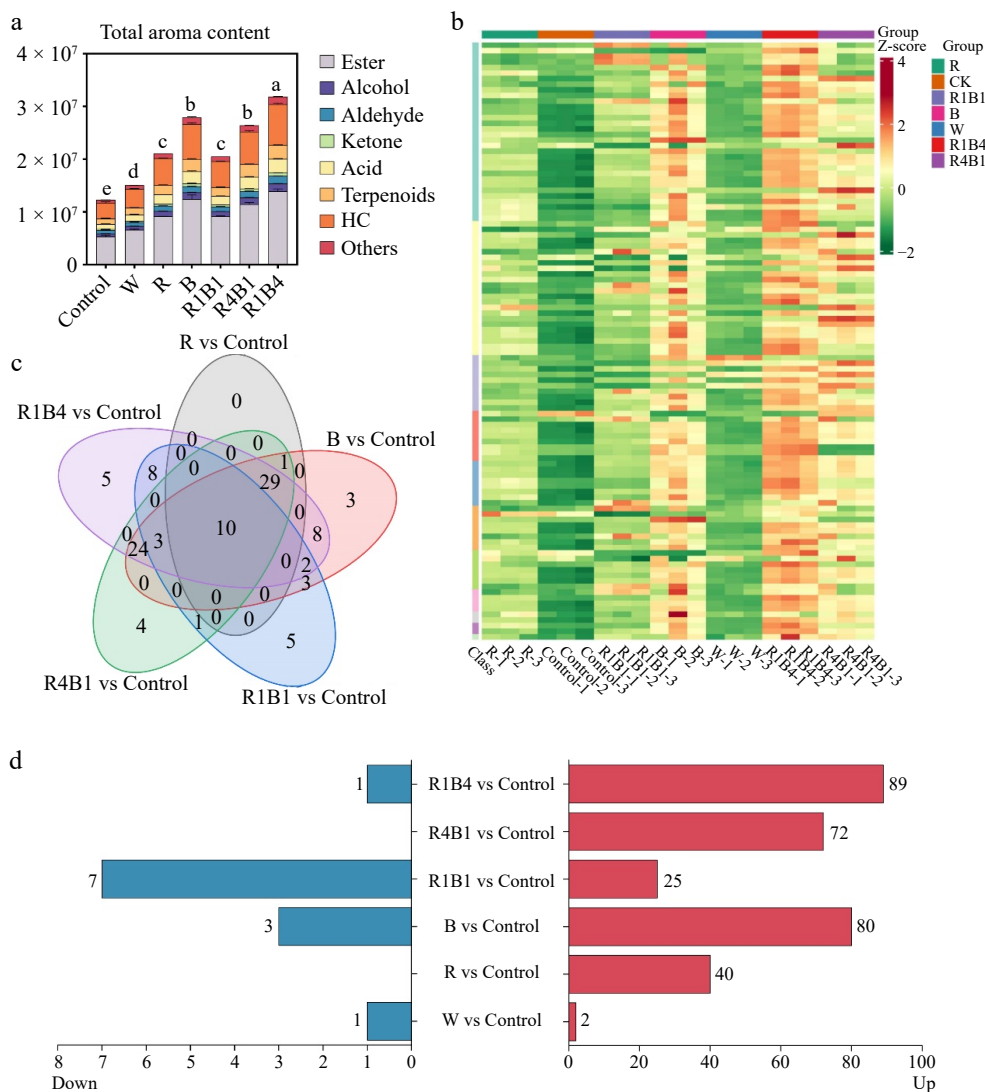 a
Total aroma content
4 × 10⁷
3 × 10⁷
2 × 10⁷
1 × 10⁷
0
e
d
c
b
c
b
a
Control
W
R
B
R1B1
R4B1
R1B4
Ester
Alcohol
Aldehyde
Ketone
Acid
Terpenoids
HC
Others
b
Group
Z-score
4
2
0
−2
Group
R
CK
R1B1
B
W
R1B4
R4B1
Class
R-1
R-2
R-3
Control-1
Control-2
Control-3
R1B1-1
R1B1-2
R1B1-3
B-1
B-2
B-3
W-1
W-2
W-3
R1B4-1
R1B4-2
R1B4-3
R4B1-1
R4B1-2
R4B1-3
c
R vs Control
R1B4 vs Control
B vs Control
R4B1 vs Control
R1B1 vs Control
0
0
0
0
0
1
0
5
8
0
29
3
0
0
10
8
0
24
3
0
2
3
0
0
0
0
4
1
0
0
5
d
R1B4 vs Control
R4B1 vs Control
R1B1 vs Control
B vs Control
R vs Control
W vs Control
1
7
3
1
89
72
25
80
40
2
8 7 6 5 4 3 2 1 0
Down
0 20 40 60 80 100
Up